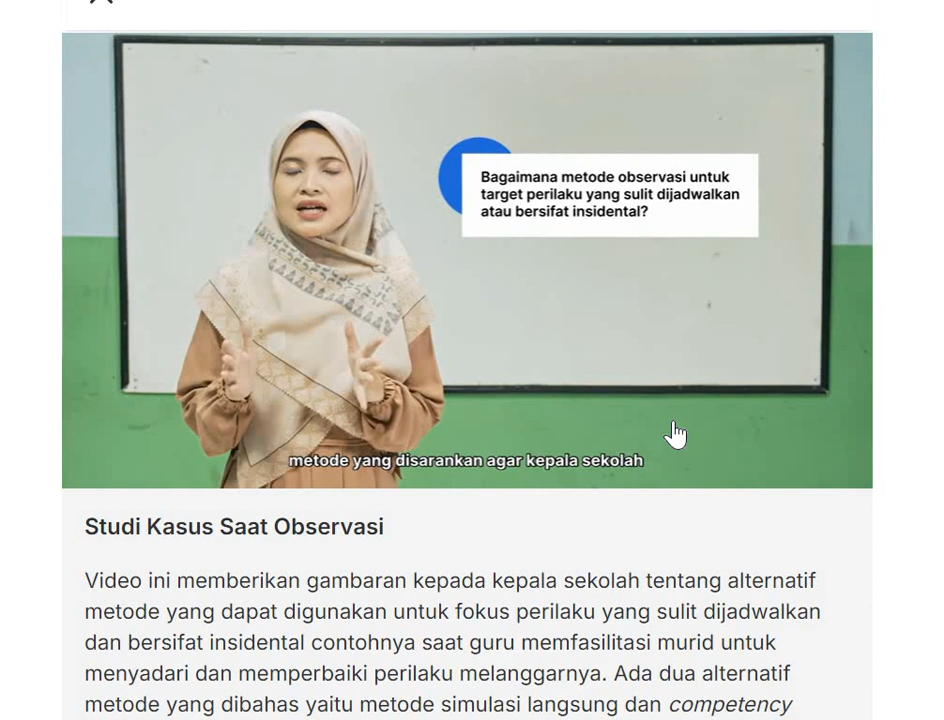 Bagaimana metode observasi untuk
target perilaku yang sulit dijadwalkan
atau bersifat insidental?
metode yang disarankan agar kepala sekolah
Studi Kasus Saat Observasi
Video ini memberikan gambaran kepada kepala sekolah tentang alternatif
metode yang dapat digunakan untuk fokus perilaku yang sulit dijadwalkan
dan bersifat insidental contohnya saat guru memfasilitasi murid untuk
menyadari dan memperbaiki perilaku melanggarnya. Ada dua alternatif
metode yang dibahas yaitu metode simulasi langsung dan competency